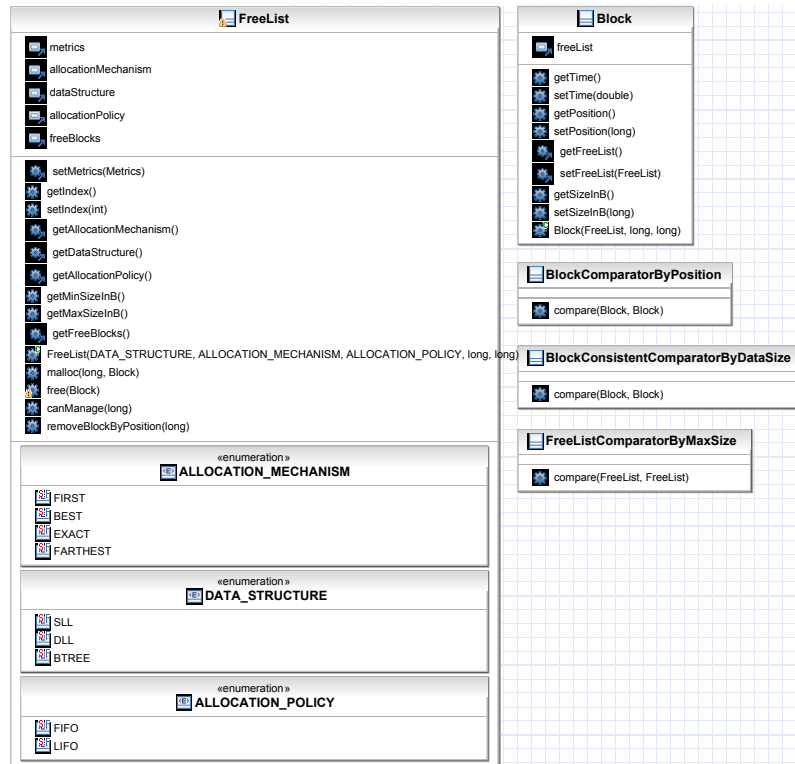 FreeList
metrics
allocationMechanism
dataStructure
allocationPolicy
freeBlocks
setMetrics(Metrics)
getIndex()
setIndex(int)
getAllocationMechanism()
getDataStructure()
getAllocationPolicy()
getMinSizeInB()
getMaxSizeInB()
getFreeBlocks()
FreeList(DATA_STRUCTURE, ALLOCATION_MECHANISM, ALLOCATION_POLICY, long, long)
malloc(long, Block)
free(Block)
canManage(long)
removeBlockByPosition(long)
«enumeration»
ALLOCATION_MECHANISM
FIRST
BEST
EXACT
FARTHEST
«enumeration»
DATA_STRUCTURE
SLL
DLL
BTREE
«enumeration»
ALLOCATION_POLICY
FIFO
LIFO
Block
freeList
getTime()
setTime(double)
getPosition()
setPosition(long)
getFreeList()
setFreeList(FreeList)
getSizeInB()
setSizeInB(long)
Block(FreeList, long, long)
BlockComparatorByPosition
compare(Block, Block)
BlockConsistentComparatorByDataSize
compare(Block, Block)
FreeListComparatorByMaxSize
compare(FreeList, FreeList)